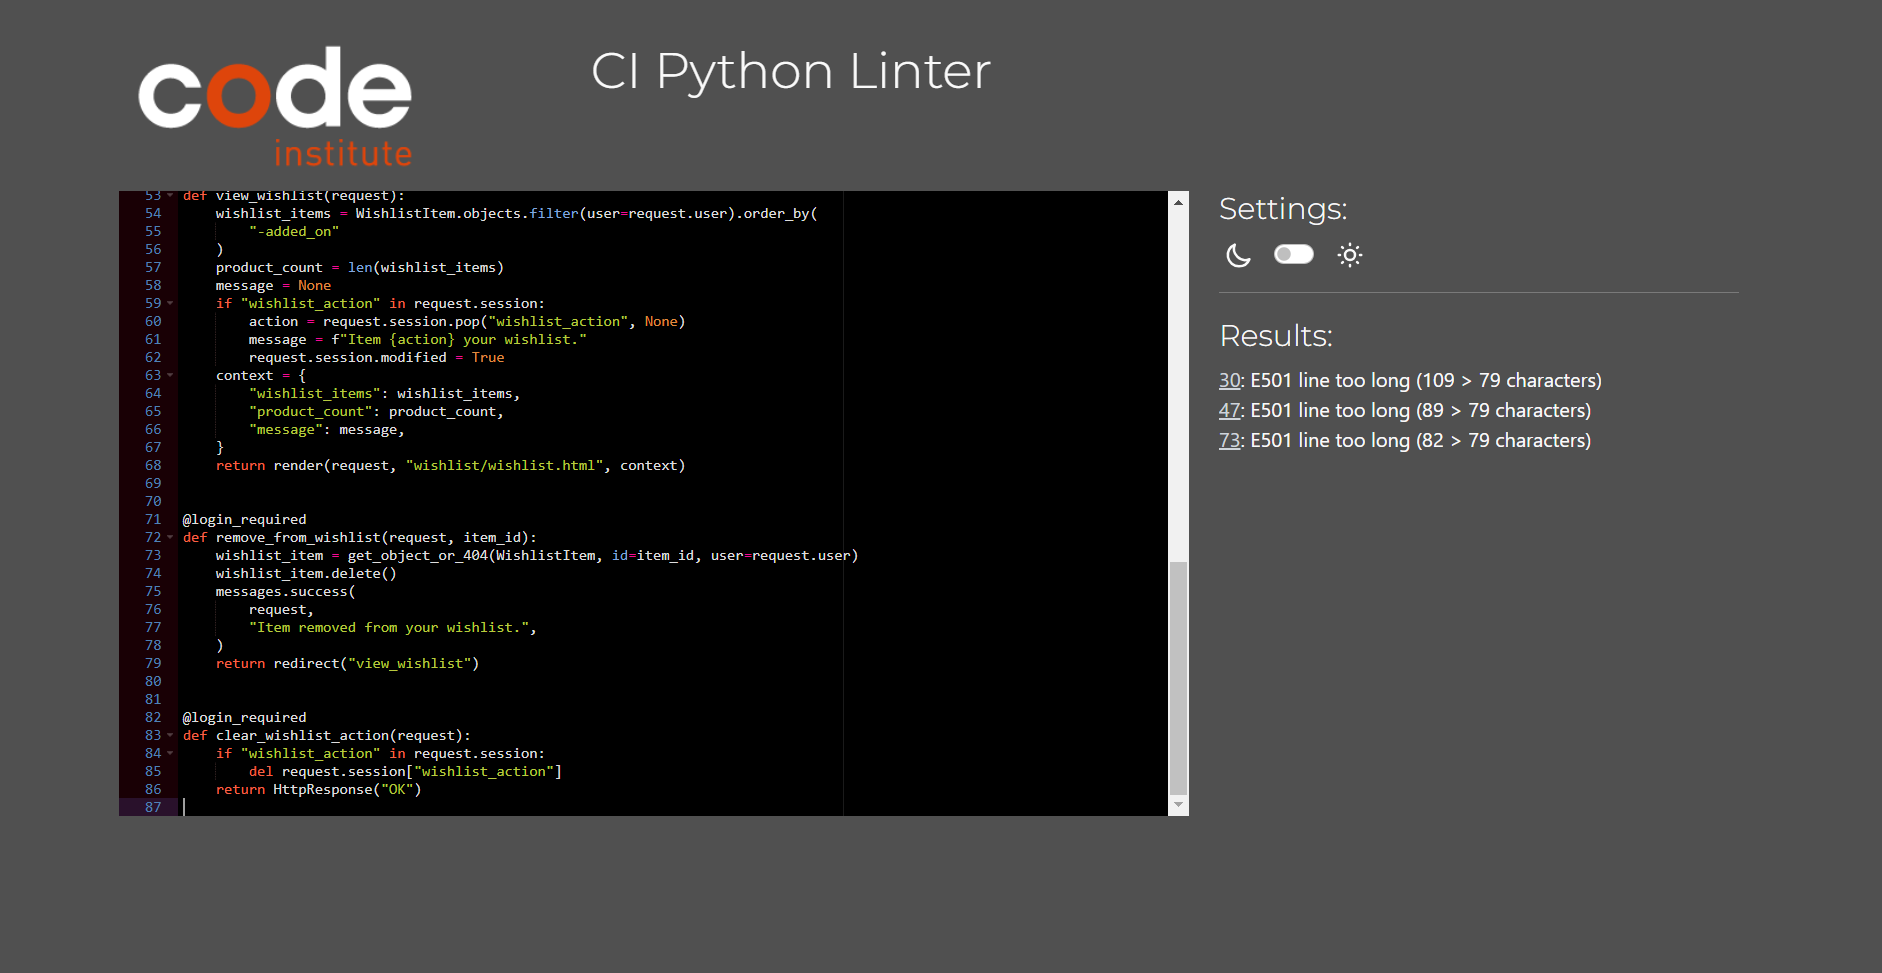 code
institute
CI Python Linter
53 def view_wishlist(request):
54     wishlist_items = WishlistItem.objects.filter(user=request.user).order_by(
55         "-added_on"
56     )
57     product_count = len(wishlist_items)
58     message = None
59     if "wishlist_action" in request.session:
60         action = request.session.pop("wishlist_action", None)
61         message = f"Item {action} your wishlist."
62         request.session.modified = True
63     context = {
64         "wishlist_items": wishlist_items,
65         "product_count": product_count,
66         "message": message,
67     }
68     return render(request, "wishlist/wishlist.html", context)
69
70
71 @login_required
72 def remove_from_wishlist(request, item_id):
73     wishlist_item = get_object_or_404(WishlistItem, id=item_id, user=request.user)
74     wishlist_item.delete()
75     messages.success(
76         request,
77         "Item removed from your wishlist.",
78     )
79     return redirect("view_wishlist")
80
81
82 @login_required
83 def clear_wishlist_action(request):
84     if "wishlist_action" in request.session:
85         del request.session["wishlist_action"]
86     return HttpResponse("OK")
87
Settings:
Results:
30: E501 line too long (109 > 79 characters)
47: E501 line too long (89 > 79 characters)
73: E501 line too long (82 > 79 characters)